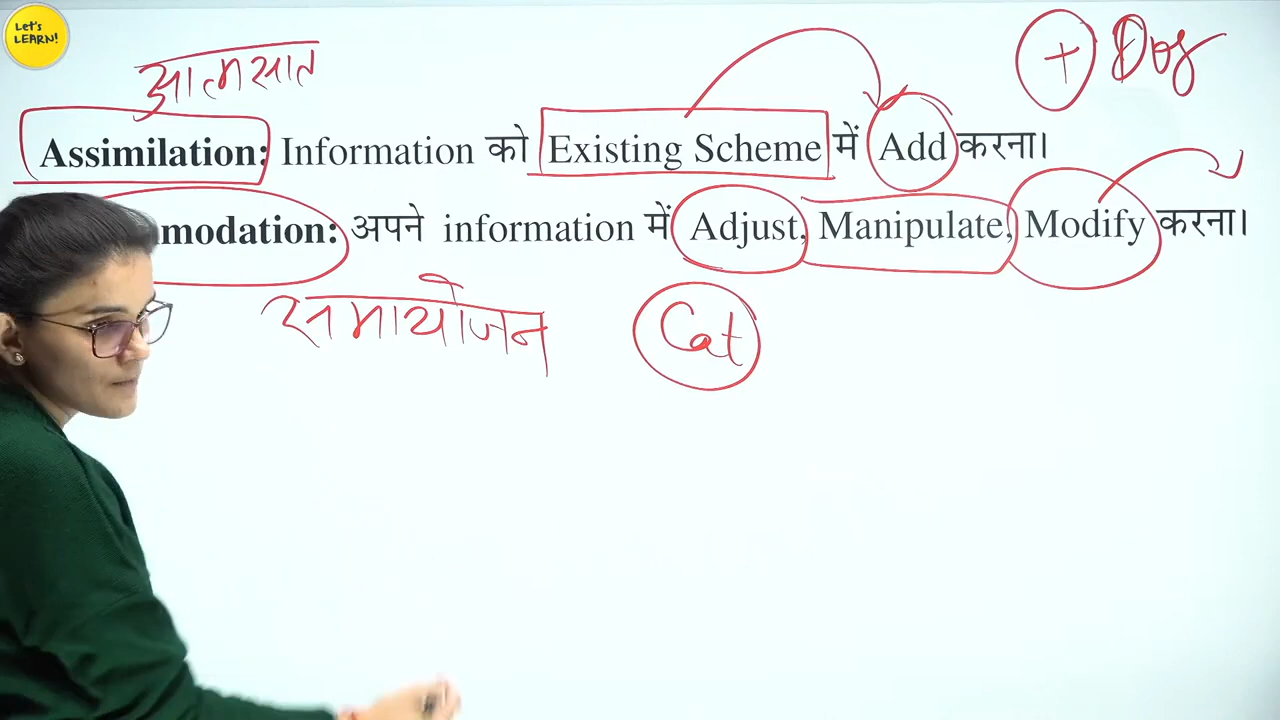 Let's
LEARN!
आत्मसात
+ Dog
Assimilation: Information को Existing Scheme में Add करना।
modation: अपने information में Adjust, Manipulate, Modify करना।
समायोजन Cat